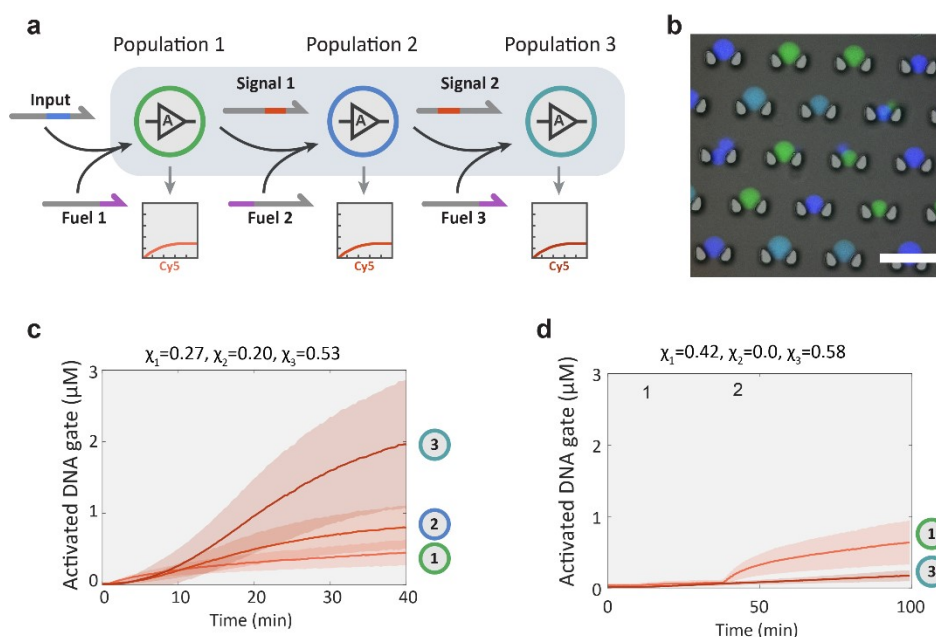 a
Population 1
Population 2
Population 3
Input
Signal 1
Signal 2
A
A
A
Fuel 1
Fuel 2
Fuel 3
Cy5
Cy5
Cy5
b
c
χ₁=0.27, χ₂=0.20, χ₃=0.53
Activated DNA gate (μM)
3
2
1
0
0 10 20 30 40
Time (min)
3
2
1
d
χ₁=0.42, χ₂=0.0, χ₃=0.58
Activated DNA gate (μM)
3
2
1
0
1 2
0 50 100
Time (min)
1
3